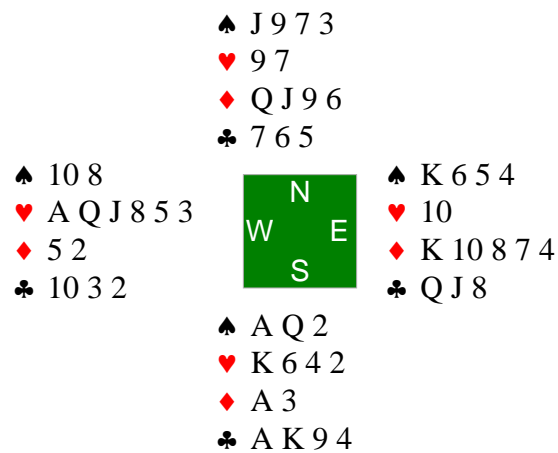 ♠ J 9 7 3
♥ 9 7
♦ Q J 9 6
♣ 7 6 5
♠ 10 8
♥ A Q J 8 5 3
♦ 5 2
♣ 10 3 2
N
W E
S
♠ K 6 5 4
♥ 10
♦ K 10 8 7 4
♣ Q J 8
♠ A Q 2
♥ K 6 4 2
♦ A 3
♣ A K 9 4